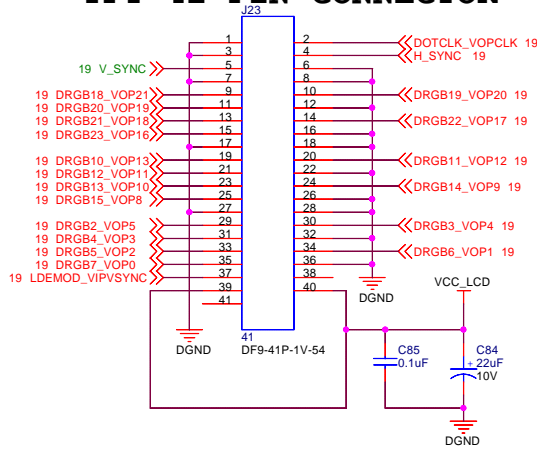 J23
1 2 DOTCLK_VOPCLK 19
3 4 H_SYNC 19
19 V_SYNC 5 6
7 8
19 DRGB18_VOP21 9 10 DRGB19_VOP20 19
19 DRGB20_VOP19 11 12
19 DRGB21_VOP18 13 14 DRGB22_VOP17 19
19 DRGB23_VOP16 15 16
17 18
19 DRGB10_VOP13 19 20 DRGB11_VOP12 19
19 DRGB12_VOP11 21 22
19 DRGB13_VOP10 23 24 DRGB14_VOP9 19
19 DRGB15_VOP8 25 26
27 28
19 DRGB2_VOP5 29 30 DRGB3_VOP4 19
19 DRGB4_VOP3 31 32
19 DRGB5_VOP2 33 34 DRGB6_VOP1 19
19 DRGB7_VOP0 35 36
19 LDEMOD_VIPVSYNC 37 38
39 40
41
DGND
VCC_LCD
41
DF9-41P-1V-54
DGND
C85
0.1uF
C84
+ 22uF
10V
DGND